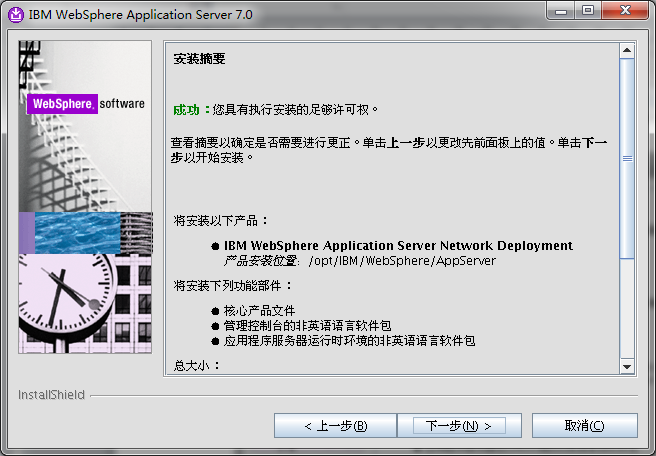 IBM WebSphere Application Server 7.0
WebSphere. software
安装摘要
成功：您具有执行安装的足够许可权。
查看摘要以确定是否需要进行更正。单击上一步以更改先前面板上的值。单击下一
步以开始安装。
将安装以下产品：
● IBM WebSphere Application Server Network Deployment
产品安装位置: /opt/IBM/WebSphere/AppServer
将安装下列功能部件：
● 核心产品文件
● 管理控制台的非英语语言软件包
● 应用程序服务器运行时环境的非英语语言软件包
总大小：
InstallShield
< 上一步(B) 下一步(N) > 取消(C)